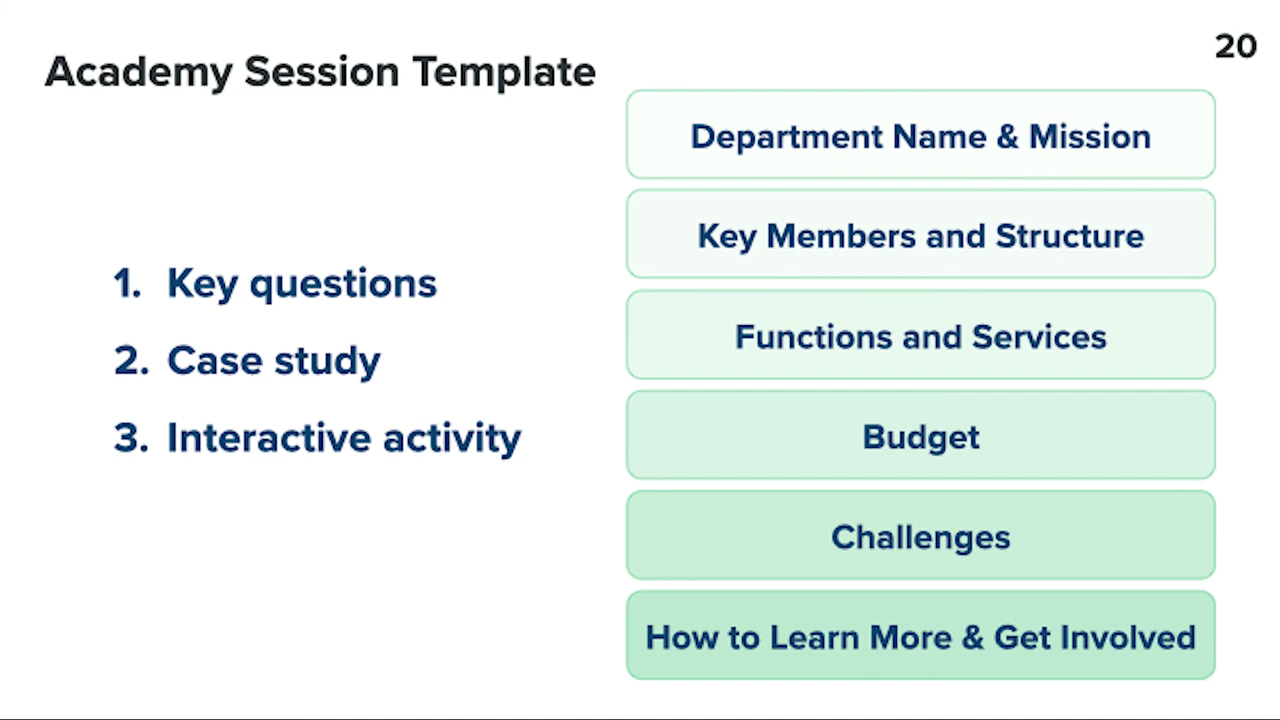 Academy Session Template
20
1. Key questions
2. Case study
3. Interactive activity
Department Name & Mission
Key Members and Structure
Functions and Services
Budget
Challenges
How to Learn More & Get Involved